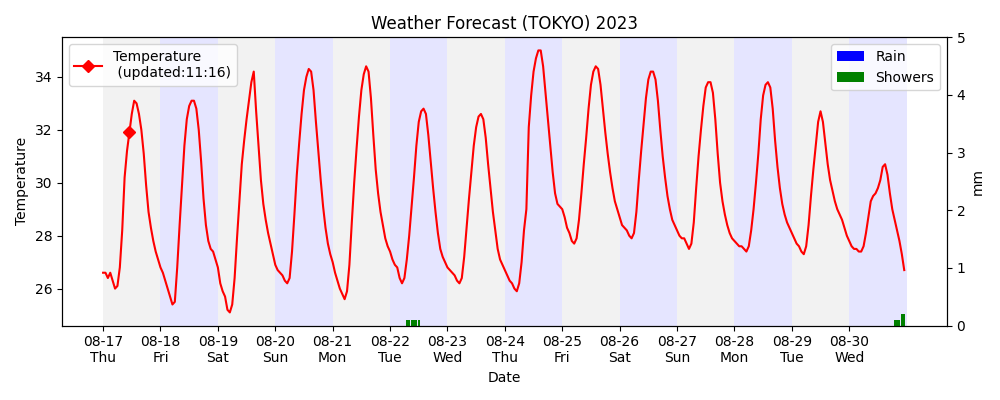 Weather Forecast (TOKYO) 2023
Temperature
(updated:11:16)
Rain
Showers
Temperature
34
32
30
28
26
5
4
3
2
1
0
mm
08-17 08-18 08-19 08-20 08-21 08-22 08-23 08-24 08-25 08-26 08-27 08-28 08-29 08-30
Thu Fri Sat Sun Mon Tue Wed Thu Fri Sat Sun Mon Tue Wed
Date